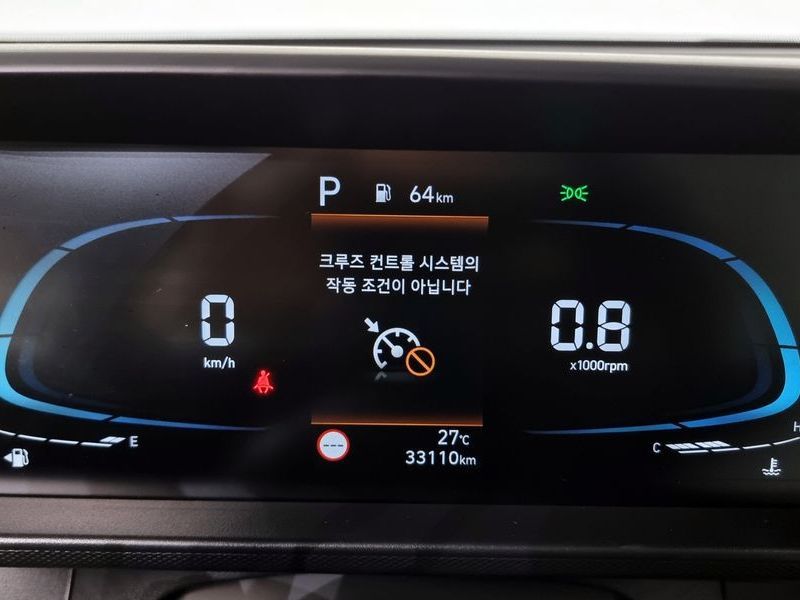 P 64km
크루즈 컨트롤 시스템의
작동 조건이 아닙니다
0
km/h
0.8
x1000rpm
E
27℃
33110km
C
H
---